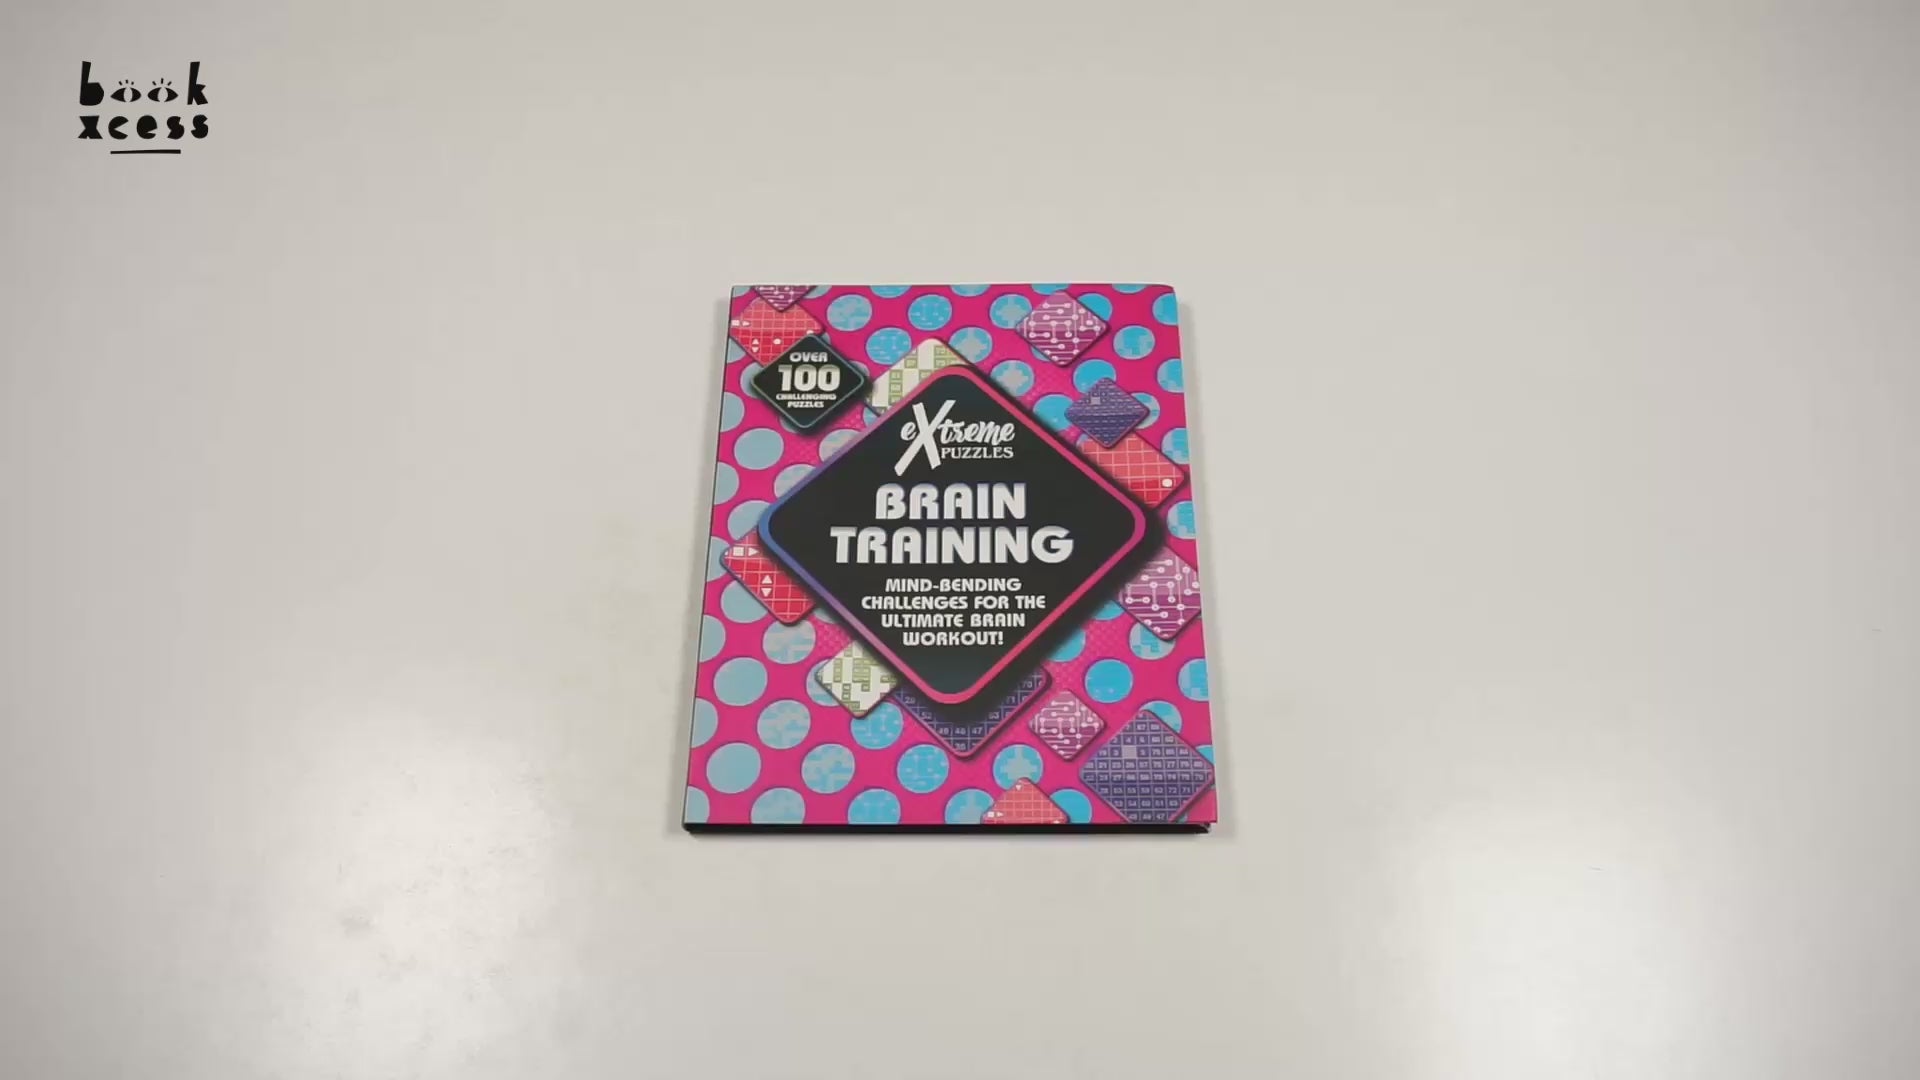 book
xcess
OVER
100
CHALLENGING
PUZZLES
eXtreme
PUZZLES
BRAIN
TRAINING
MIND-BENDING
CHALLENGES FOR THE
ULTIMATE BRAIN
WORKOUT!